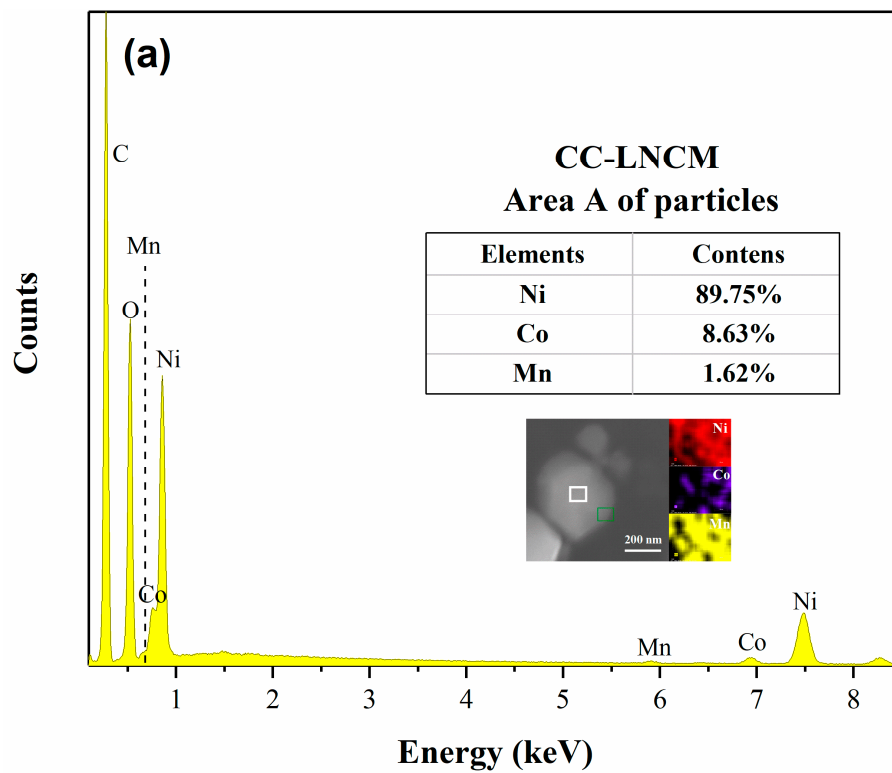 (a)
C
CC-LNCM
Area A of particles
Elements Contens
Ni 89.75%
Co 8.63%
Mn 1.62%
Mn
O
Ni
Co
Ni
Co
Mn
200 nm
Mn
Co
Ni
1 2 3 4 5 6 7 8
Energy (keV)
Counts